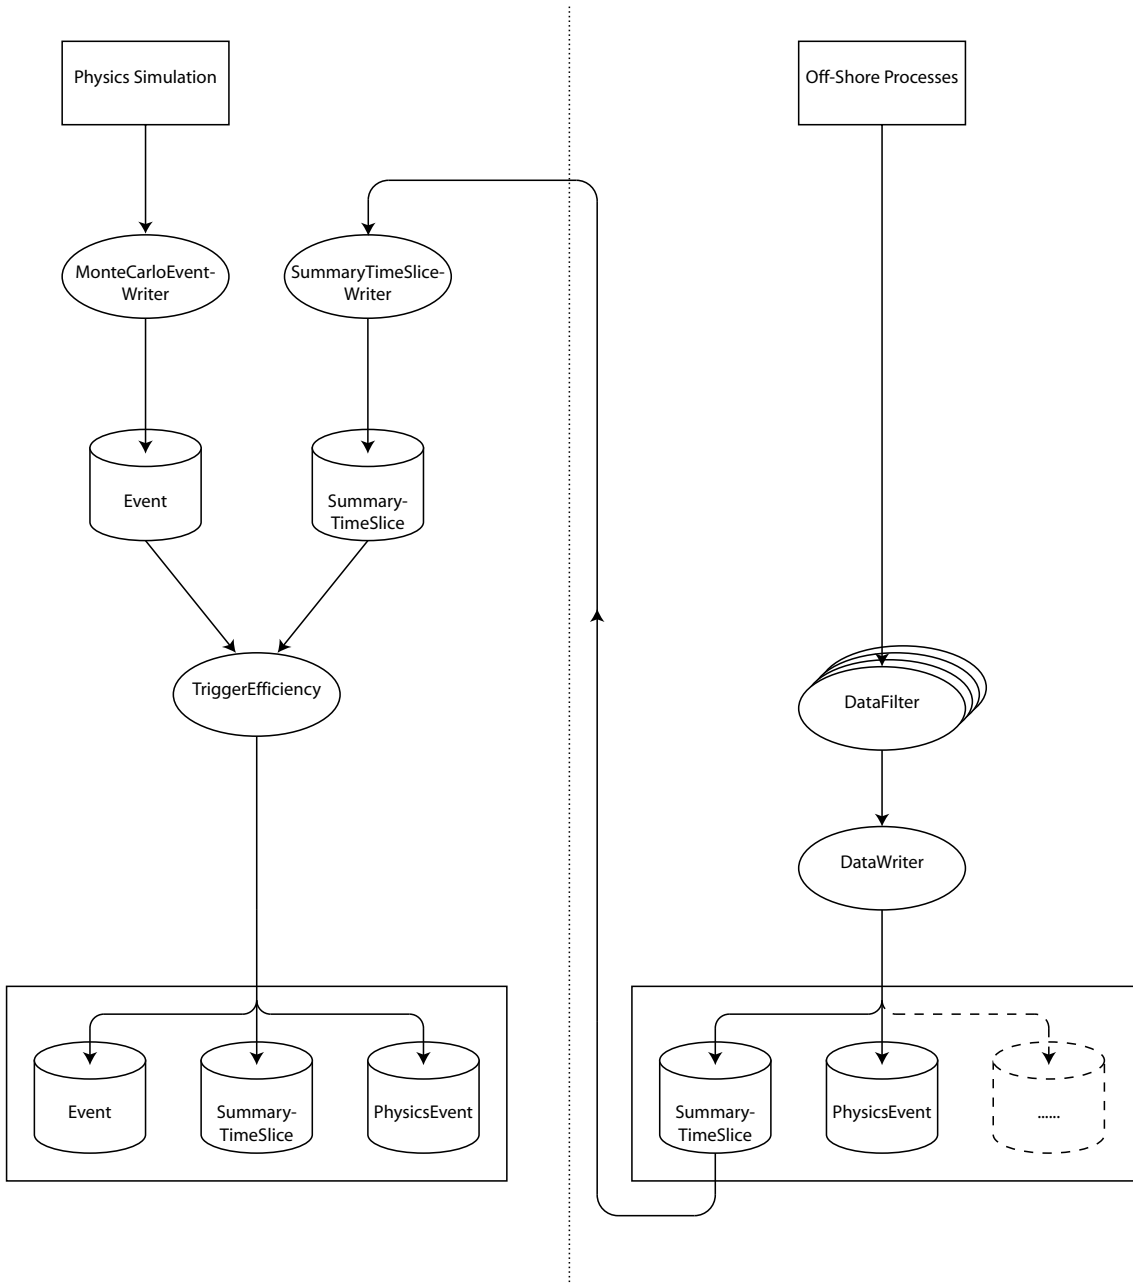 Physics Simulation
Off-Shore Processes
MonteCarloEvent-
Writer
SummaryTimeSlice-
Writer
Event
Summary-
TimeSlice
TriggerEfficiency
DataFilter
DataWriter
Event
Summary-
TimeSlice
PhysicsEvent
Summary-
TimeSlice
PhysicsEvent
......